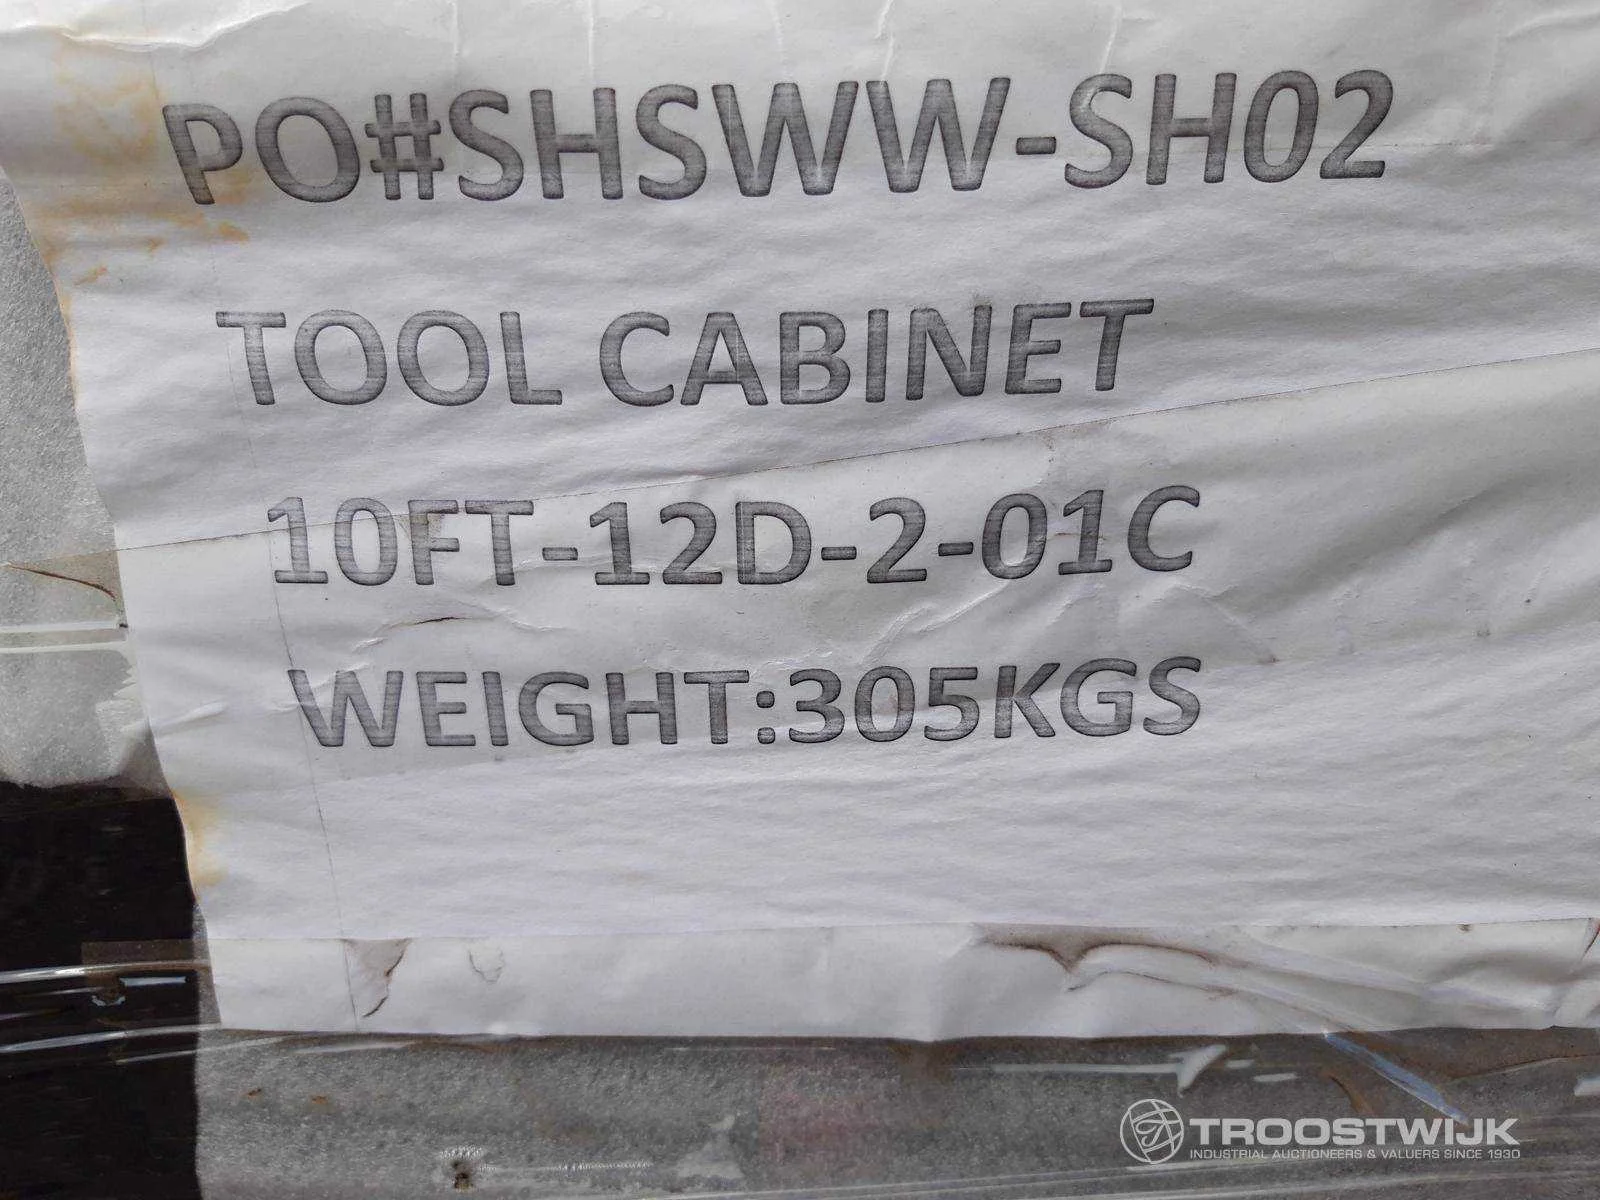 PO#SHSWW-SH02
TOOL CABINET
10FT-12D-2-01C
WEIGHT:305KGS
TROOSTWIJK
INDUSTRIAL AUCTIONEERS & VALUERS SINCE 1930